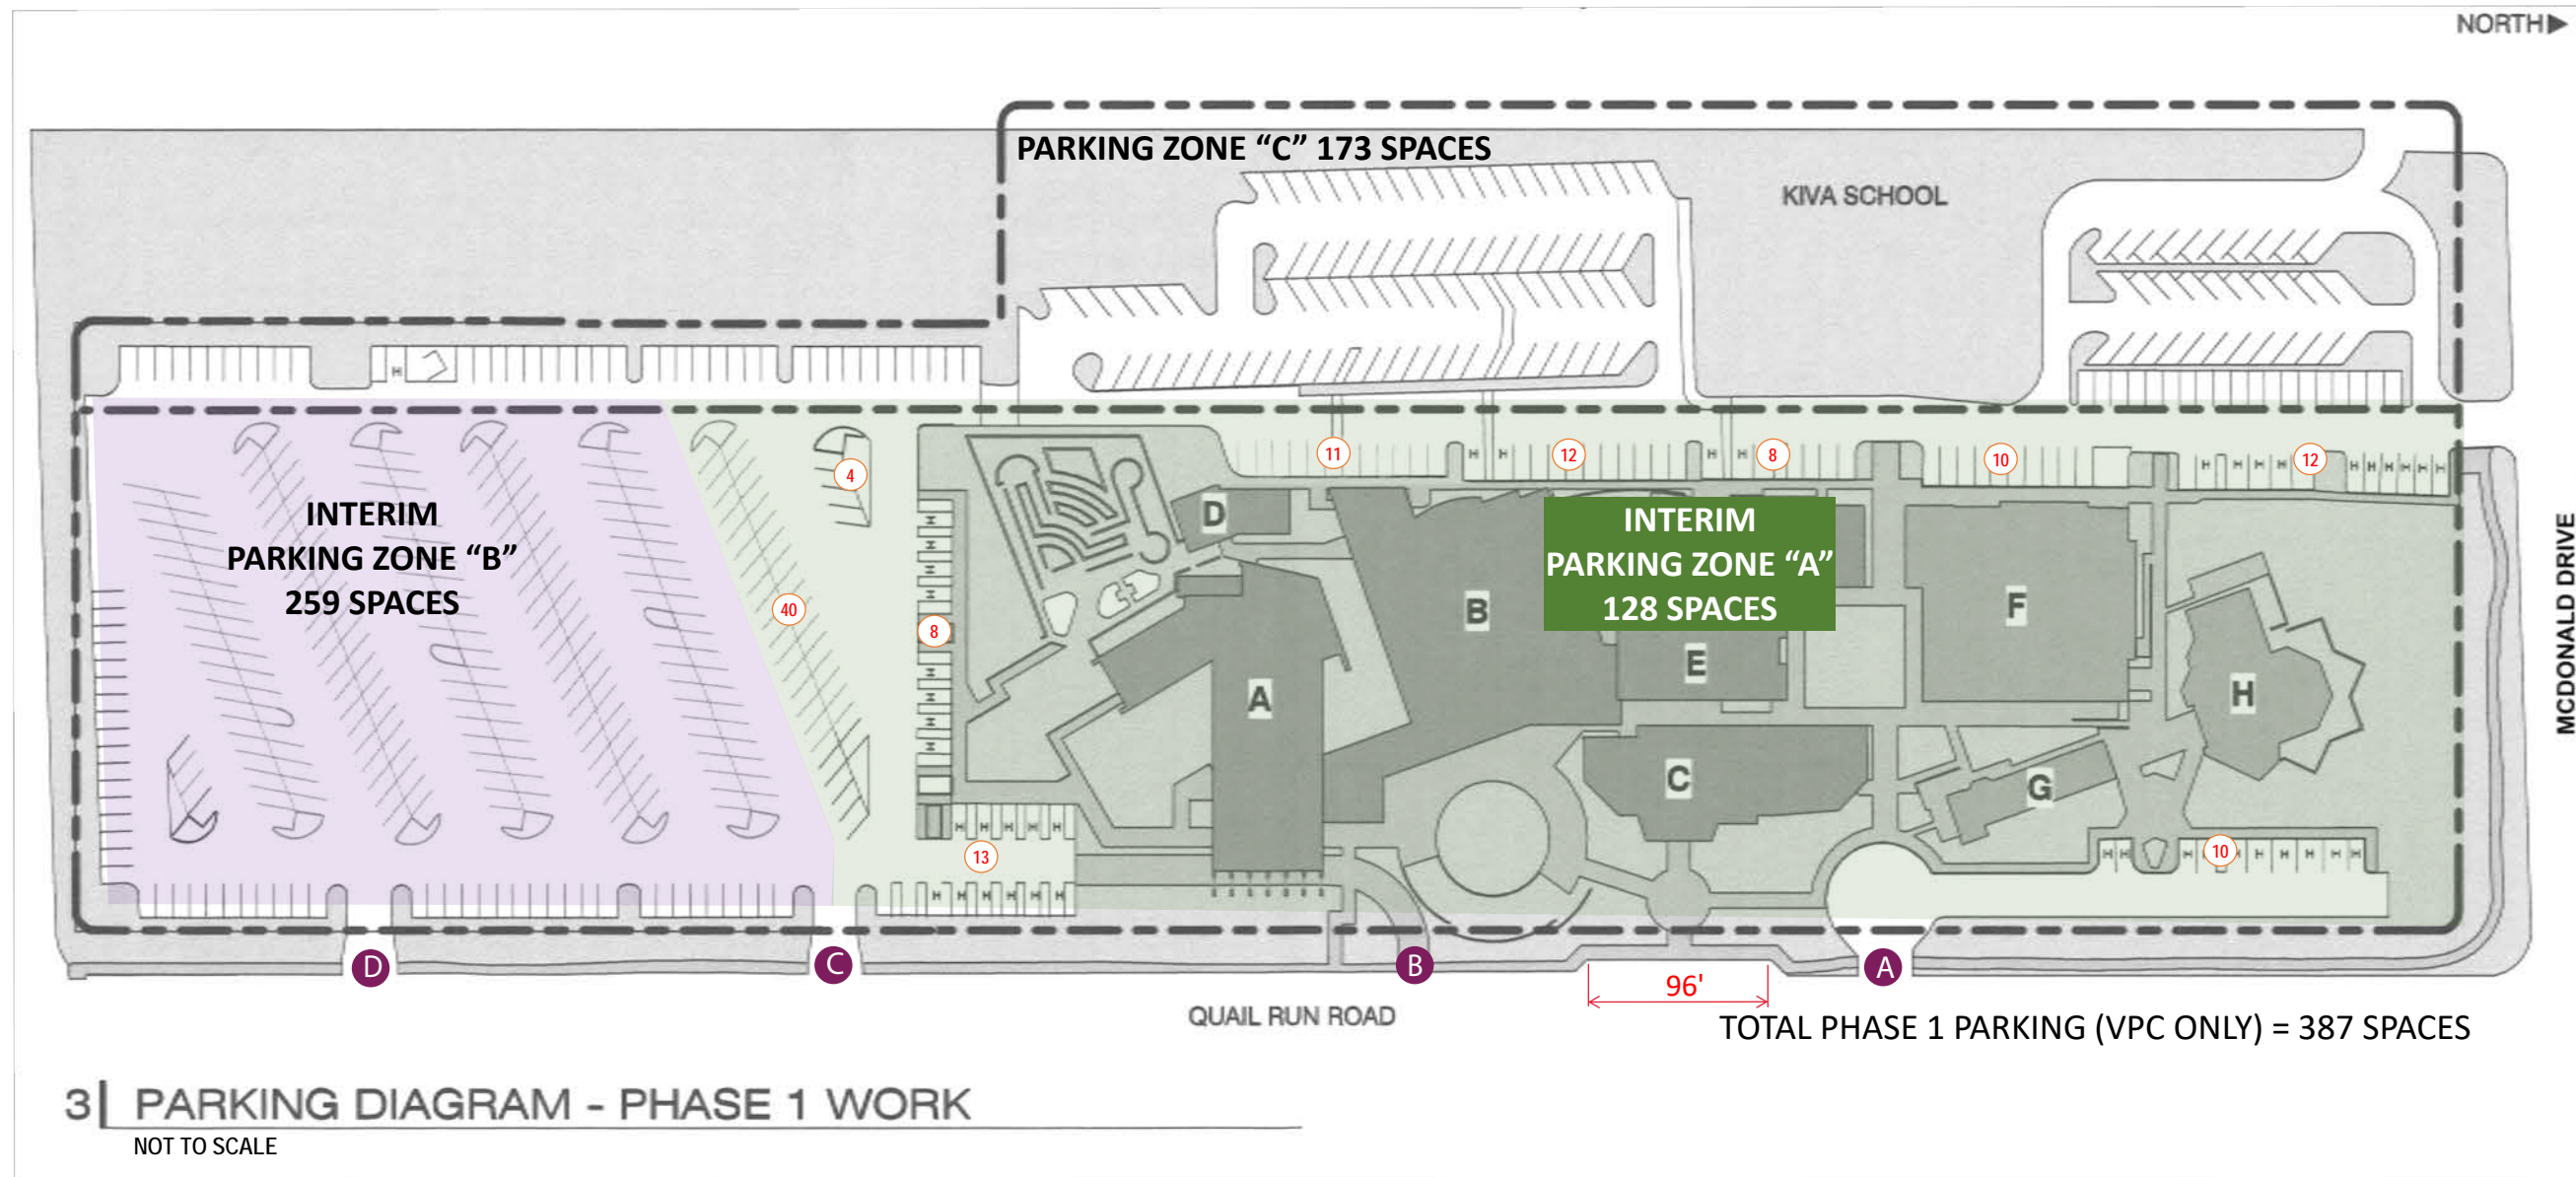 NORTH
PARKING ZONE “C” 173 SPACES
KIVA SCHOOL
H
4
11
H H
12
H H
8
10
H H H H
12
H H H H H H
INTERIM
PARKING ZONE “B”
259 SPACES
40
8
H
H
H
H
H
H
H
H
D
B
INTERIM
PARKING ZONE “A”
128 SPACES
E
F
A
H
C
G
MCDONALD DRIVE
H H H H H
13
H H H H H H
H H
H
10
H H H H H H
D
C
B
A
96'
QUAIL RUN ROAD
TOTAL PHASE 1 PARKING (VPC ONLY) = 387 SPACES
3 PARKING DIAGRAM - PHASE 1 WORK
NOT TO SCALE